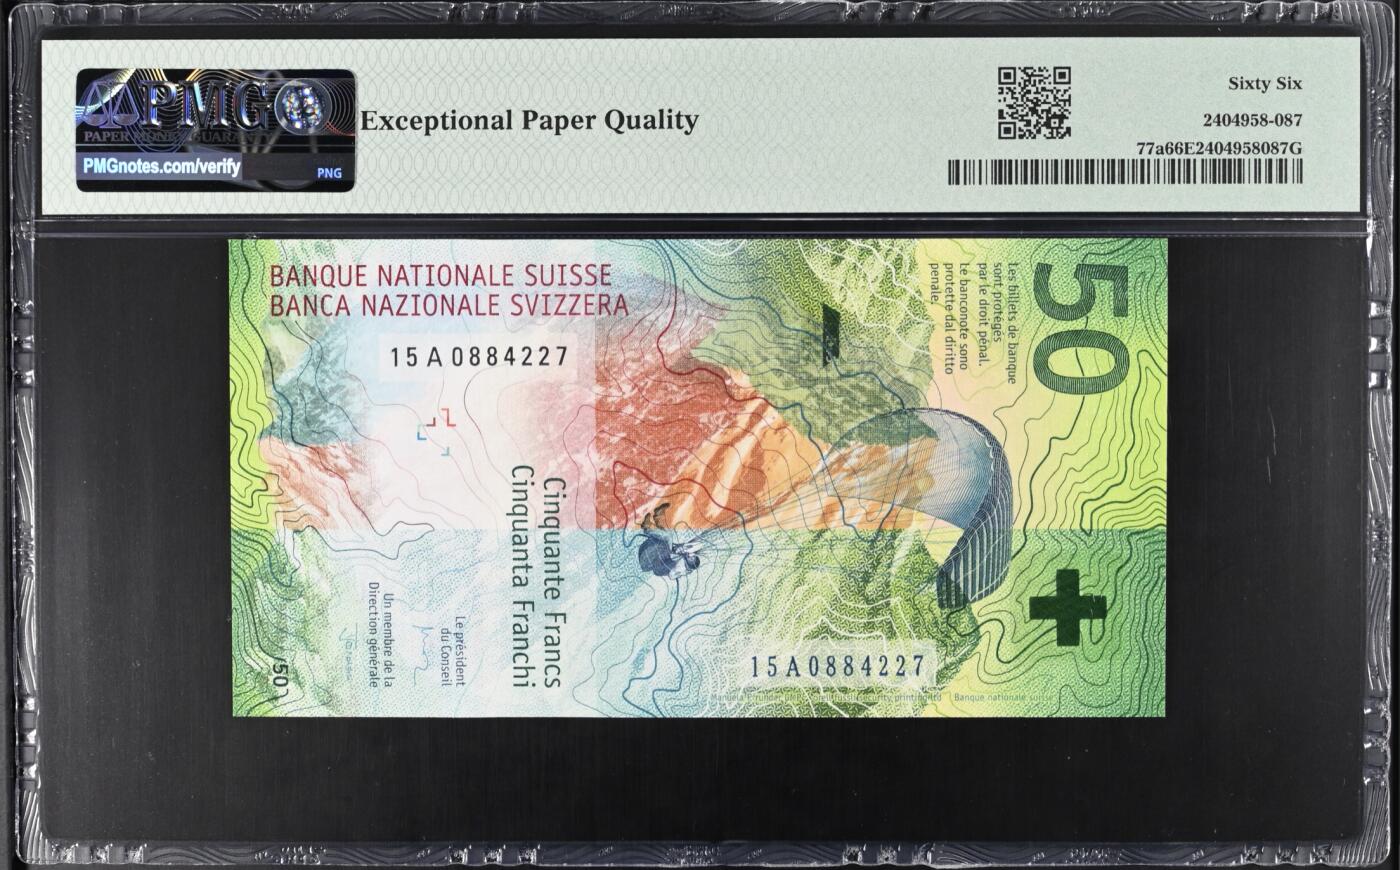 PMG
PAPER MONEY GUARANTY
PMGnotes.com/verify
PNG
Exceptional Paper Quality
Sixty Six
2404958-087
77a66E2404958087G
BANQUE NATIONALE SUISSE
BANCA NAZIONALE SVIZZERA
15A0884227
Les billets de banque
sont protégés
par le droit pénal.
Le banconote sono
protette dal diritto
penale.
50
Cinquante Francs
Cinquanta Franchi
Le président
du Conseil
Un membre de la
Direction générale
50
15A0884227
Banque nationale suisse